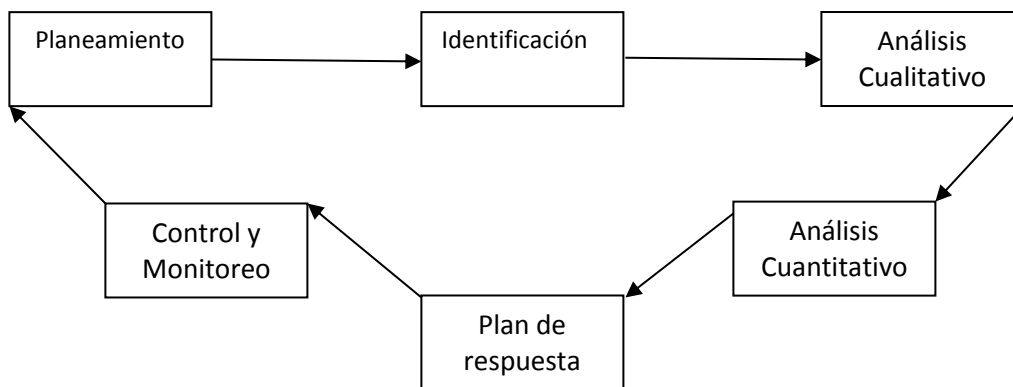 Planeamiento
Identificación
Análisis
Cualitativo
Análisis
Cuantitativo
Plan de
respuesta
Control y
Monitoreo